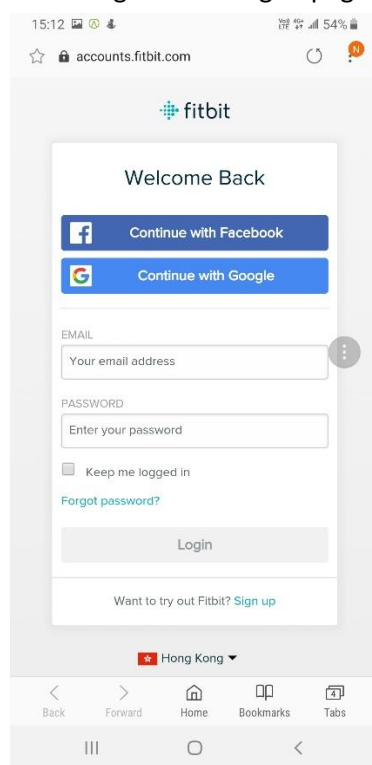 15:12 54%
accounts.fitbit.com
N
fitbit
Welcome Back
Continue with Facebook
Continue with Google
EMAIL
Your email address
PASSWORD
Enter your password
Keep me logged in
Forgot password?
Login
Want to try out Fitbit? Sign up
Hong Kong
4
Back Forward Home Bookmarks Tabs